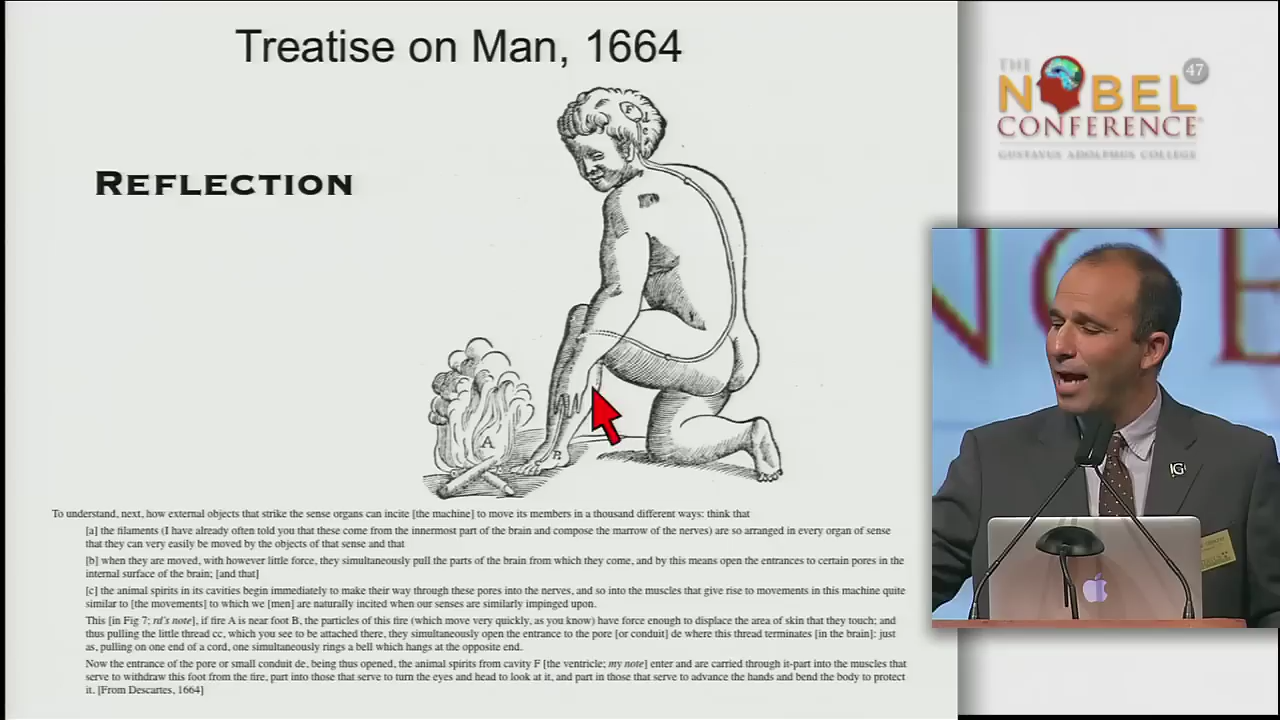 Treatise on Man, 1664
REFLECTION
F
A
B
To understand, next, how external objects that strike the sense organs can incite [the machine] to move its members in a thousand different ways: think that
[a] the filaments (I have already often told you that these come from the innermost part of the brain and compose the marrow of the nerves) are so arranged in every organ of sense
that they can very easily be moved by the objects of that sense and that
[b] when they are moved, with however little force, they simultaneously pull the parts of the brain from which they come, and by this means open the entrances to certain pores in the
internal surface of the brain; [and that]
[c] the animal spirits in its cavities begin immediately to make their way through these pores into the nerves, and so into the muscles that give rise to movements in this machine quite
similar to [the movements] to which we [men] are naturally incited when our senses are similarly impinged upon.
This [in Fig 7; rd's note], if fire A is near foot B, the particles of this fire (which move very quickly, as you know) have force enough to displace the area of skin that they touch; and
thus pulling the little thread cc, which you see to be attached there, they simultaneously open the entrance to the pore [or conduit] de where this thread terminates [in the brain]: just
as, pulling on one end of a cord, one simultaneously rings a bell which hangs at the opposite end.
Now the entrance of the pore or small conduit de, being thus opened, the animal spirits from cavity F [the ventricle; my note] enter and are carried through it-part into the muscles that
serve to withdraw this foot from the fire, part into those that serve to turn the eyes and head to look at it, and part in those that serve to advance the hands and bend the body to protect
it. [From Descartes, 1664]
THE
47
NOBEL
CONFERENCE
GUSTAVUS ADOLPHUS COLLEGE
NCE
IG